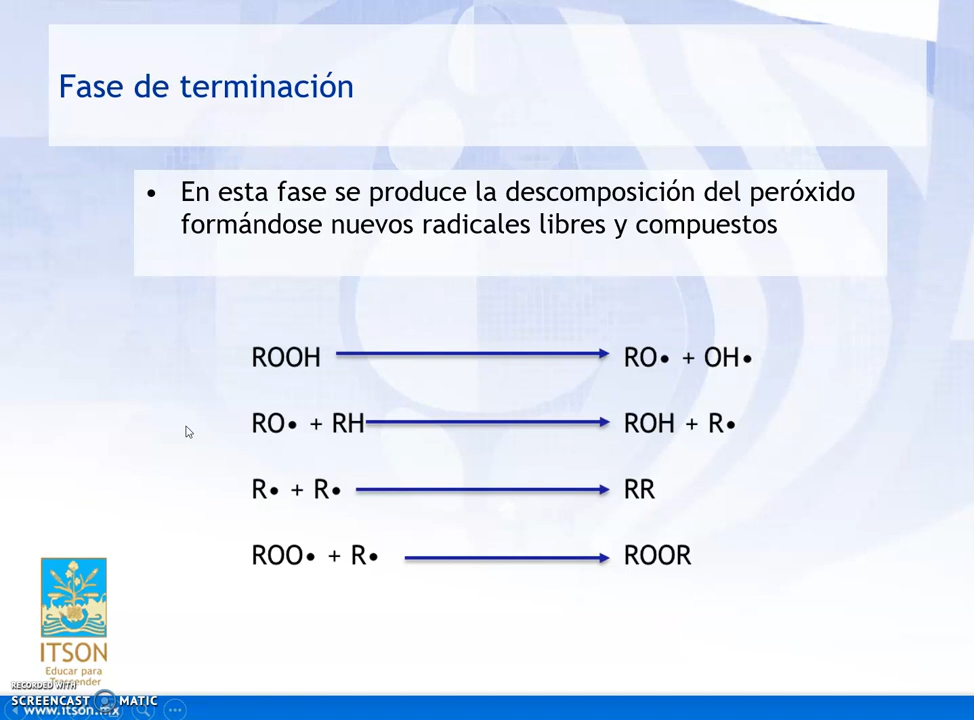 Fase de terminación
• En esta fase se produce la descomposición del peróxido
formándose nuevos radicales libres y compuestos
ROOH RO• + OH•
RO• + RH ROH + R•
R• + R• RR
ROO• + R• ROOR
ITSON
Educar para
Trascender
RECORDED WITH
SCREENCAST MATIC
www.itson.mx